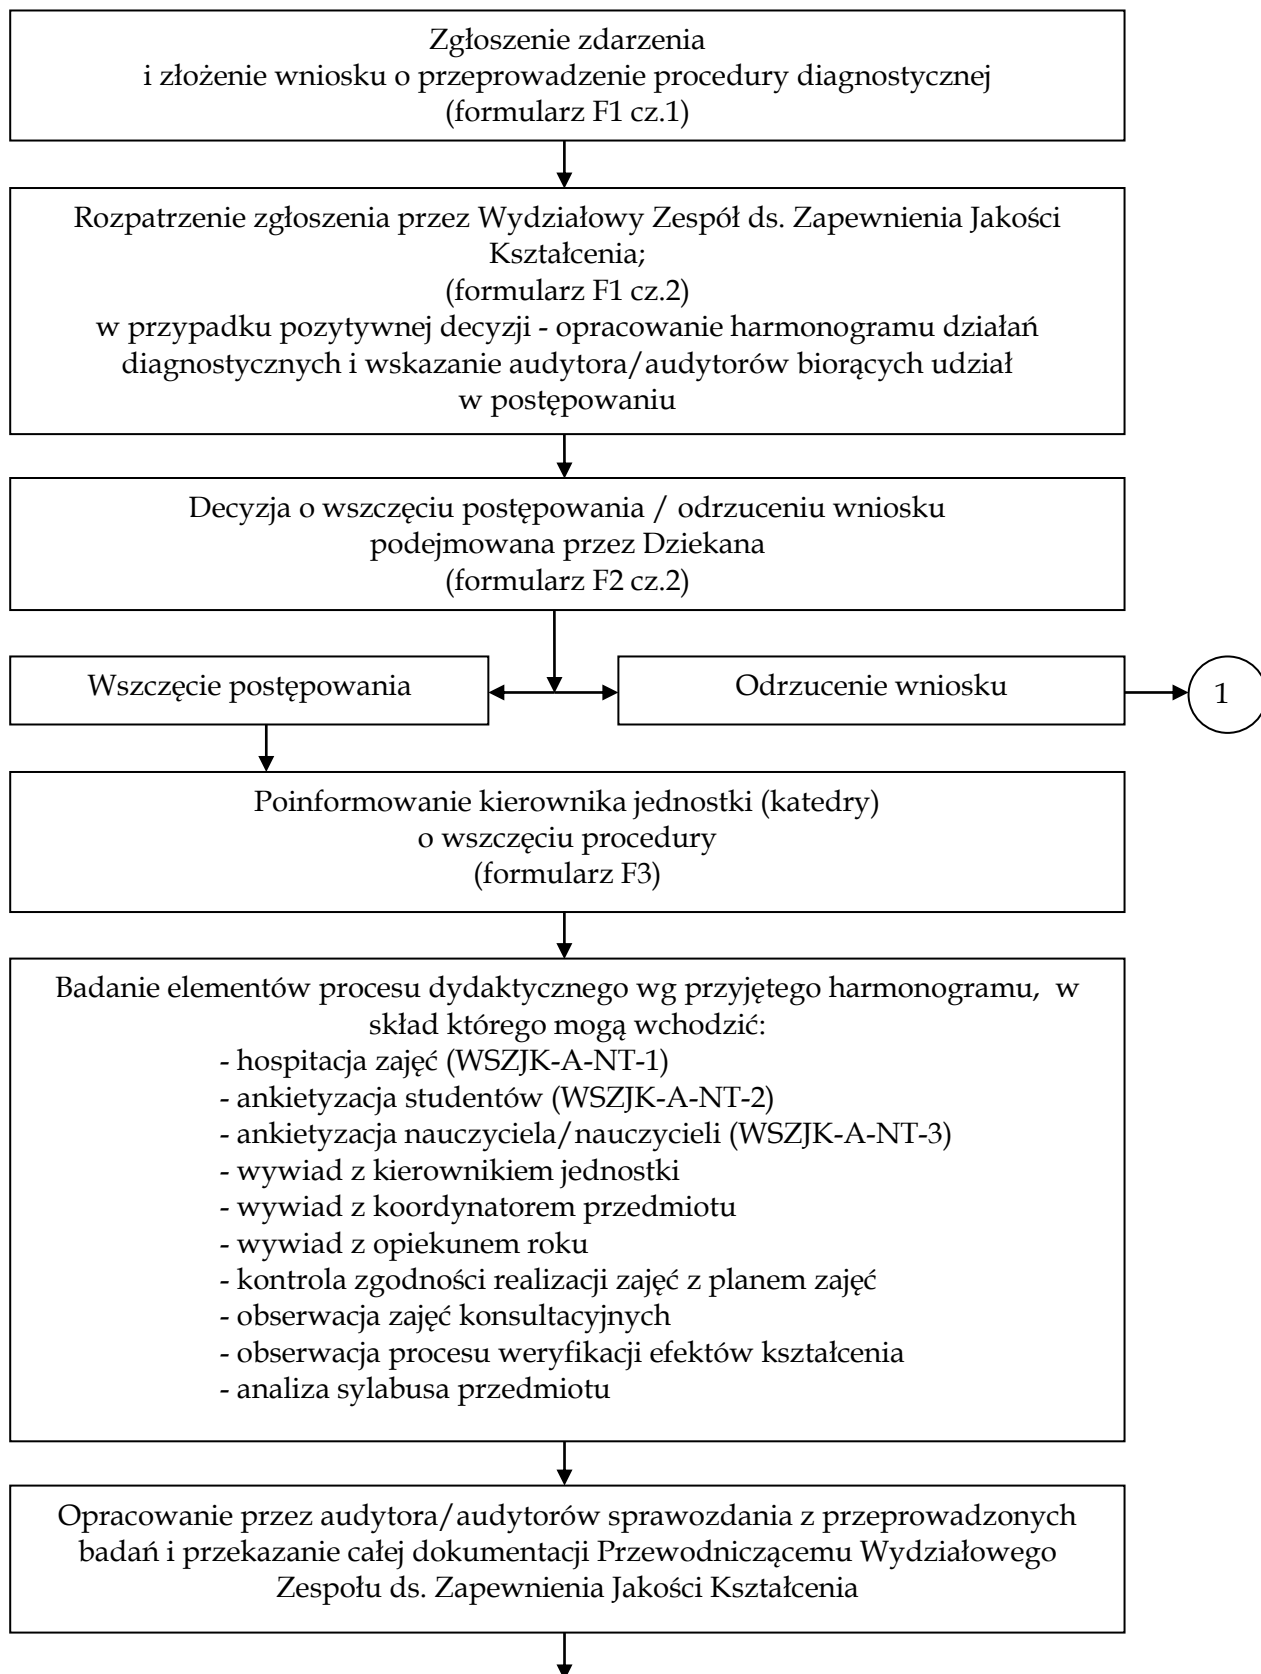 Zgłoszenie zdarzenia
i złożenie wniosku o przeprowadzenie procedury diagnostycznej
(formularz F1 cz.1)
Rozpatrzenie zgłoszenia przez Wydziałowy Zespół ds. Zapewnienia Jakości
Kształcenia;
(formularz F1 cz.2)
w przypadku pozytywnej decyzji - opracowanie harmonogramu działań
diagnostycznych i wskazanie audytora/audytorów biorących udział
w postępowaniu
Decyzja o wszczęciu postępowania / odrzuceniu wniosku
podejmowana przez Dziekana
(formularz F2 cz.2)
Wszczęcie postępowania
Odrzucenie wniosku
1
Poinformowanie kierownika jednostki (katedry)
o wszczęciu procedury
(formularz F3)
Badanie elementów procesu dydaktycznego wg przyjętego harmonogramu, w
skład którego mogą wchodzić:
- hospitacja zajęć (WSZJK-A-NT-1)
- ankietyzacja studentów (WSZJK-A-NT-2)
- ankietyzacja nauczyciela/nauczycieli (WSZJK-A-NT-3)
- wywiad z kierownikiem jednostki
- wywiad z koordynatorem przedmiotu
- wywiad z opiekunem roku
- kontrola zgodności realizacji zajęć z planem zajęć
- obserwacja zajęć konsultacyjnych
- obserwacja procesu weryfikacji efektów kształcenia
- analiza sylabusa przedmiotu
Opracowanie przez audytora/audytorów sprawozdania z przeprowadzonych
badań i przekazanie całej dokumentacji Przewodniczącemu Wydziałowego
Zespołu ds. Zapewnienia Jakości Kształcenia